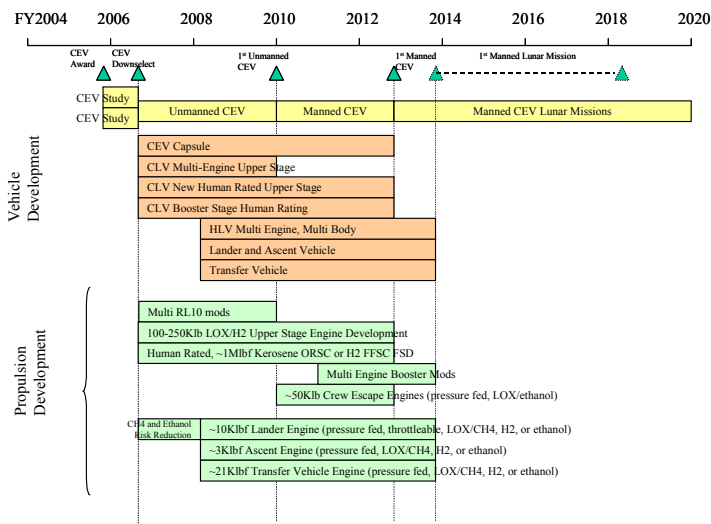 FY2004 2006 2008 2010 2012 2014 2016 2018 2020
CEV
Award
CEV
Downselect
1st Unmanned
CEV
1st Manned
CEV
1st Manned Lunar Mission
CEV Study
CEV Study
Unmanned CEV
Manned CEV
Manned CEV Lunar Missions
Vehicle
Development
CEV Capsule
CLV Multi-Engine Upper Stage
CLV New Human Rated Upper Stage
CLV Booster Stage Human Rating
HLV Multi Engine, Multi Body
Lander and Ascent Vehicle
Transfer Vehicle
Propulsion
Development
Multi RL10 mods
100-250Klb LOX/H2 Upper Stage Engine Development
Human Rated, ~1Mlbf Kerosene ORSC or H2 FFSC FSD
Multi Engine Booster Mods
~50Klb Crew Escape Engines (pressure fed, LOX/ethanol)
CH4 and Ethanol
Risk Reduction
~10Klbf Lander Engine (pressure fed, throttleable, LOX/CH4, H2, or ethanol)
~3Klbf Ascent Engine (pressure fed, LOX/CH4, H2, or ethanol)
~21Klbf Transfer Vehicle Engine (pressure fed, LOX/CH4, H2, or ethanol)